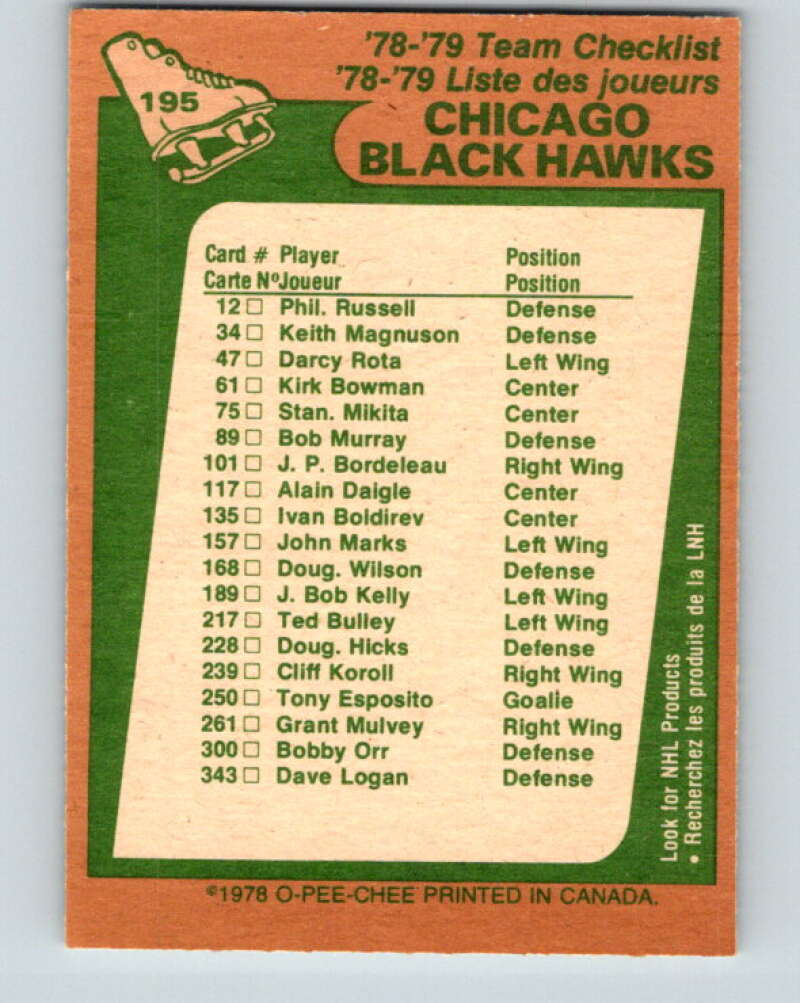 195
'78-'79 Team Checklist
'78-'79 Liste des joueurs
CHICAGO
BLACK HAWKS
Card # Player Position
Carte Nº Joueur Position
12 □ Phil. Russell Defense
34 □ Keith Magnuson Defense
47 □ Darcy Rota Left Wing
61 □ Kirk Bowman Center
75 □ Stan. Mikita Center
89 □ Bob Murray Defense
101 □ J. P. Bordeleau Right Wing
117 □ Alain Daigle Center
135 □ Ivan Boldirev Center
157 □ John Marks Left Wing
168 □ Doug. Wilson Defense
189 □ J. Bob Kelly Left Wing
217 □ Ted Bulley Left Wing
228 □ Doug. Hicks Defense
239 □ Cliff Koroll Right Wing
250 □ Tony Esposito Goalie
261 □ Grant Mulvey Right Wing
300 □ Bobby Orr Defense
343 □ Dave Logan Defense
Look for NHL Products
• Recherchez les produits de la LNH
©1978 O-PEE-CHEE PRINTED IN CANADA.